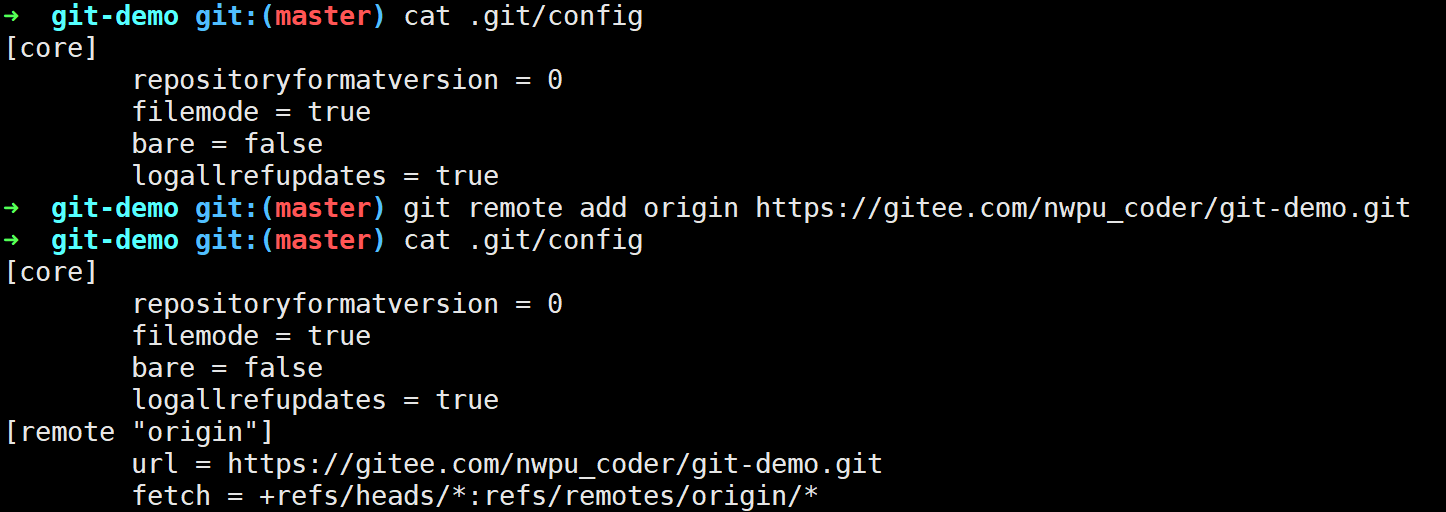 ➜  git-demo git:(master) cat .git/config
[core]
        repositoryformatversion = 0
        filemode = true
        bare = false
        logallrefupdates = true
➜  git-demo git:(master) git remote add origin https://gitee.com/nwpu_coder/git-demo.git
➜  git-demo git:(master) cat .git/config
[core]
        repositoryformatversion = 0
        filemode = true
        bare = false
        logallrefupdates = true
[remote "origin"]
        url = https://gitee.com/nwpu_coder/git-demo.git
        fetch = +refs/heads/*:refs/remotes/origin/*